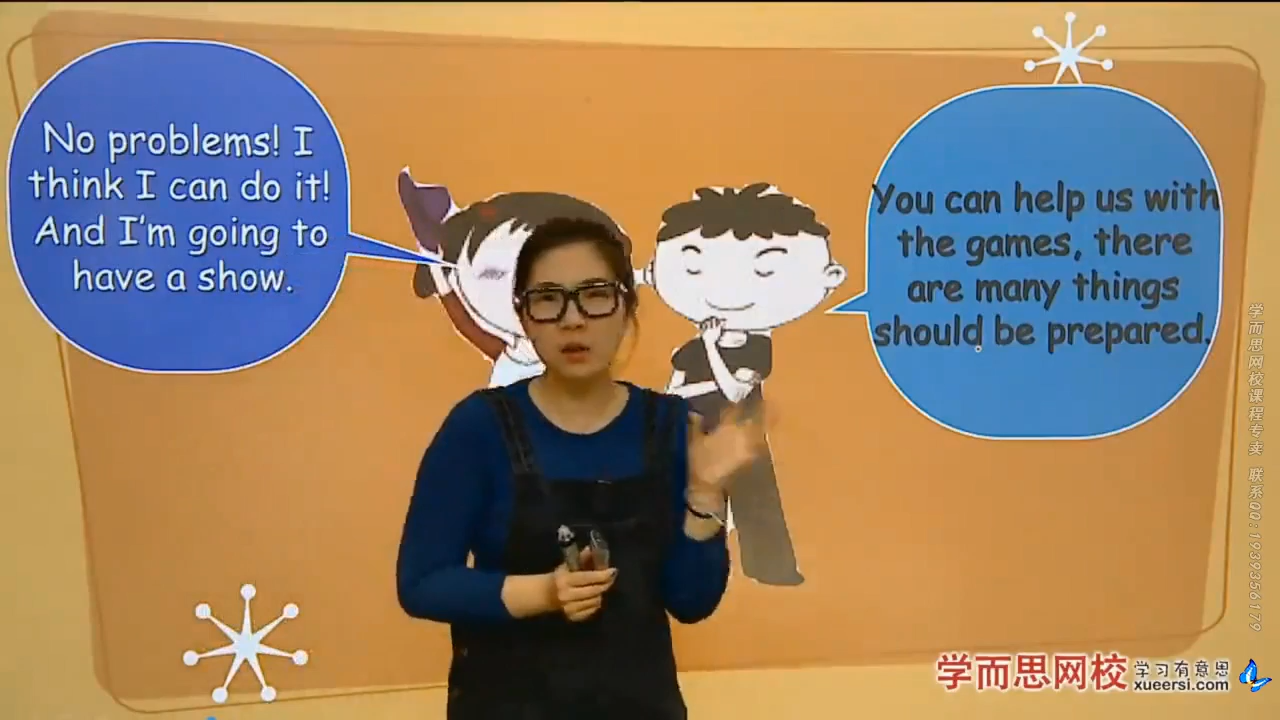 No problems! I
think I can do it!
And I'm going to
have a show.
You can help us with
the games, there
are many things
should be prepared.
学而思网校课程专卖 联系QQ:1939356179
学而思网校
学习有意思
xueersi.com